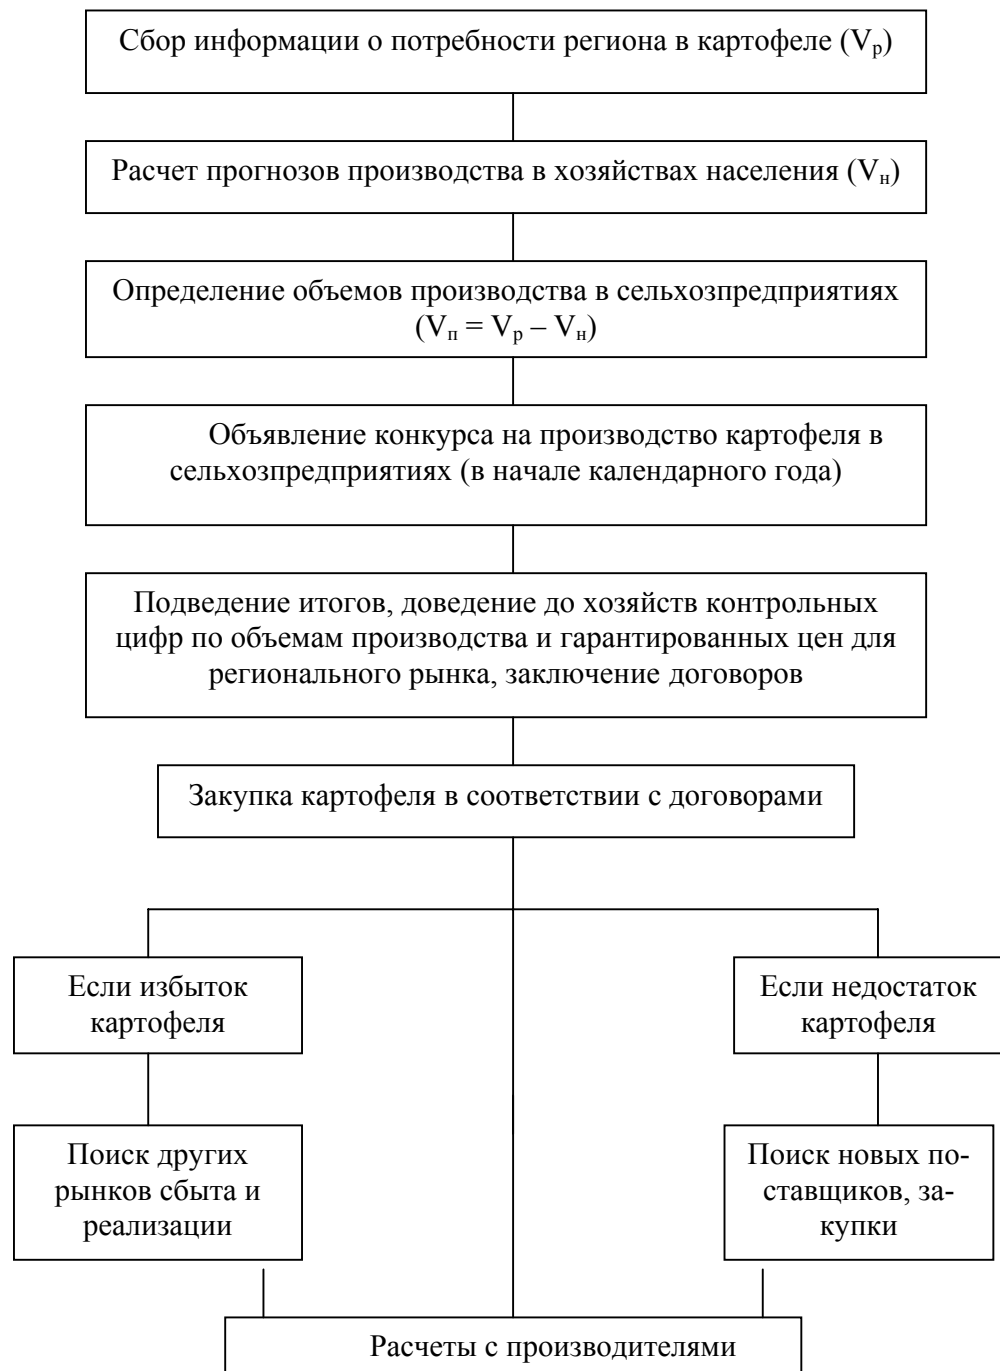 Сбор информации о потребности региона в картофеле (Vр)
Расчет прогнозов производства в хозяйствах населения (Vн)
Определение объемов производства в сельхозпредприятиях
(Vп = Vр – Vн)
Объявление конкурса на производство картофеля в
сельхозпредприятиях (в начале календарного года)
Подведение итогов, доведение до хозяйств контрольных
цифр по объемам производства и гарантированных цен для
регионального рынка, заключение договоров
Закупка картофеля в соответствии с договорами
Если избыток
картофеля
Если недостаток
картофеля
Поиск других
рынков сбыта и
реализации
Поиск новых по-
ставщиков, за-
купки
Расчеты с производителями